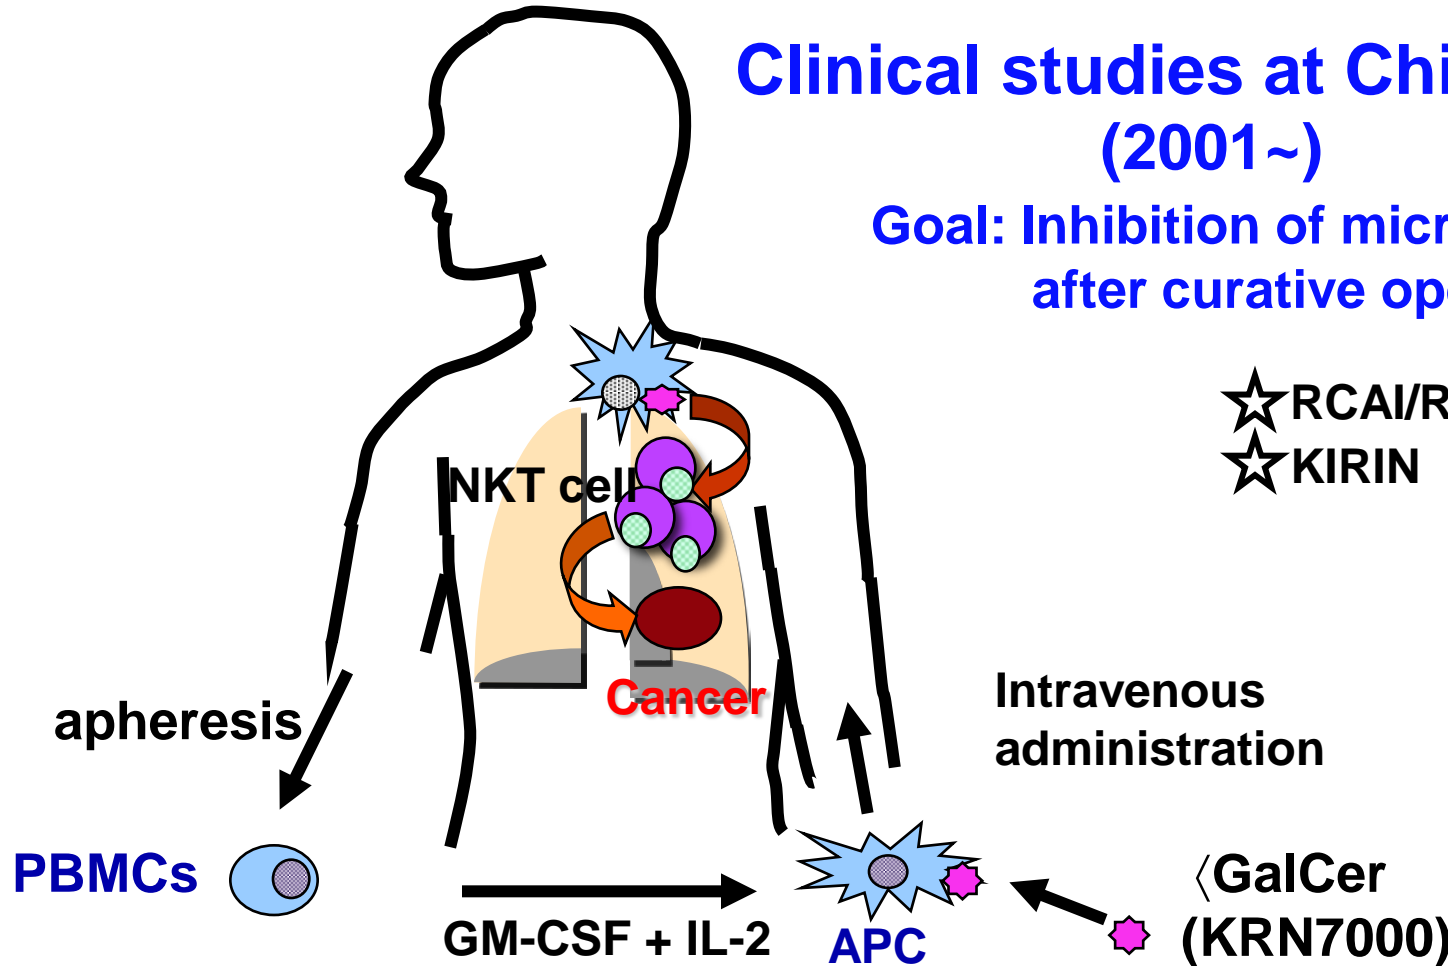 Clinical studies at Chi
(2001~)
Goal: Inhibition of micr
after curative ope
☆RCAI/R
☆KIRIN
NKT cell
Cancer
Intravenous
administration
apheresis
PBMCs
GM-CSF + IL-2
APC
〈GalCer
(KRN7000)